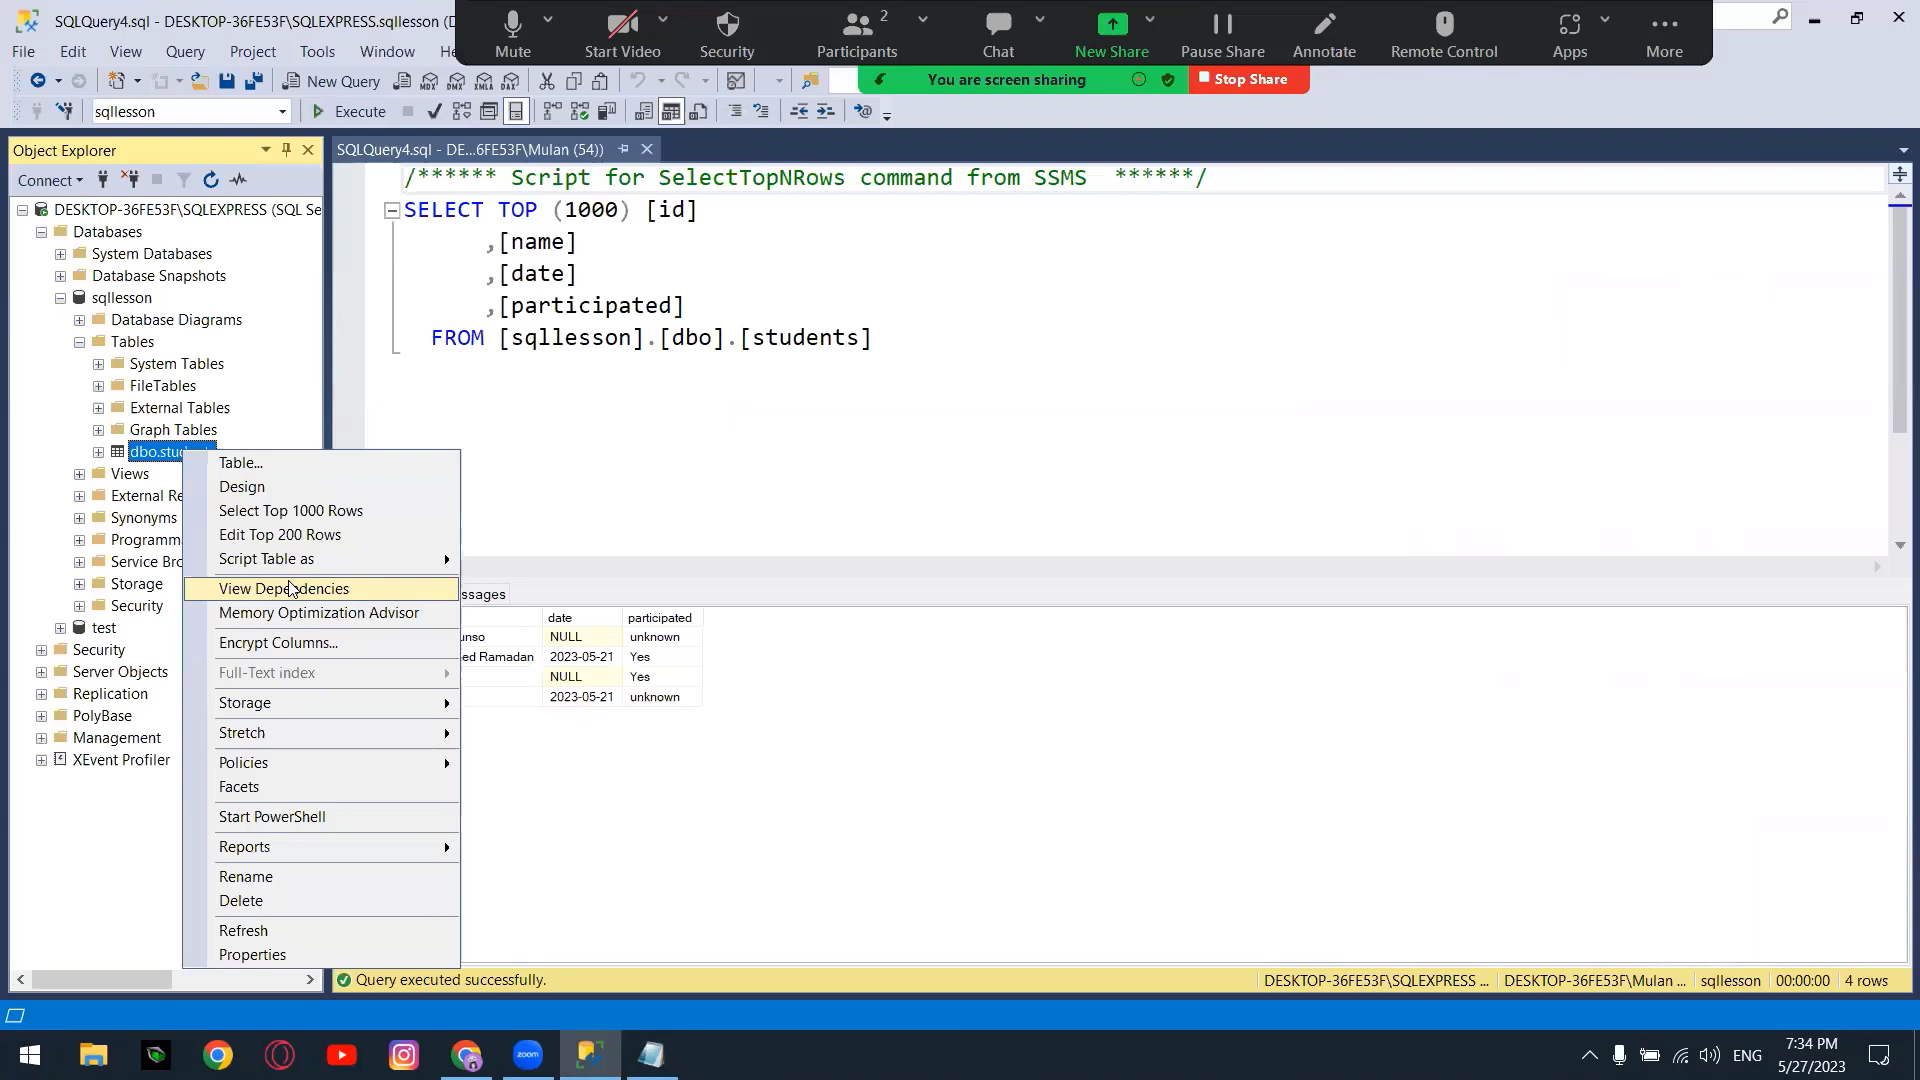 SQLQuery4.sql - DESKTOP-36FE53F\SQLEXPRESS.sqllesson
Mute
Start Video
Security
Participants
2
Chat
New Share
Pause Share
Annotate
Remote Control
Apps
More
File
Edit
View
Query
Project
Tools
Window
You are screen sharing
Stop Share
New Query
MDX
DMX
XMLA
DAX
sqllesson
Execute
Object Explorer
SQLQuery4.sql - DE...6FE53F\Mulan (54))
Connect
DESKTOP-36FE53F\SQLEXPRESS (SQL Se
Databases
System Databases
Database Snapshots
sqllesson
Database Diagrams
Tables
System Tables
FileTables
External Tables
Graph Tables
Views
Synonyms
Storage
Security
test
Security
Server Objects
Replication
PolyBase
Management
XEvent Profiler
/****** Script for SelectTopNRows command from SSMS ******/
SELECT TOP (1000) [id]
,[name]
,[date]
,[participated]
FROM [sqllesson].[dbo].[students]
Table...
Design
Select Top 1000 Rows
Edit Top 200 Rows
Script Table as
View Dependencies
Memory Optimization Advisor
Encrypt Columns...
Full-Text index
Storage
Stretch
Policies
Facets
Start PowerShell
Reports
Rename
Delete
Refresh
Properties
date participated
NULL unknown
Ramadan 2023-05-21 Yes
NULL Yes
2023-05-21 unknown
Query executed successfully.
DESKTOP-36FE53F\SQLEXPRESS ...
DESKTOP-36FE53F\Mulan ...
sqllesson
00:00:00
4 rows
zoom
ENG
7:34 PM
5/27/2023